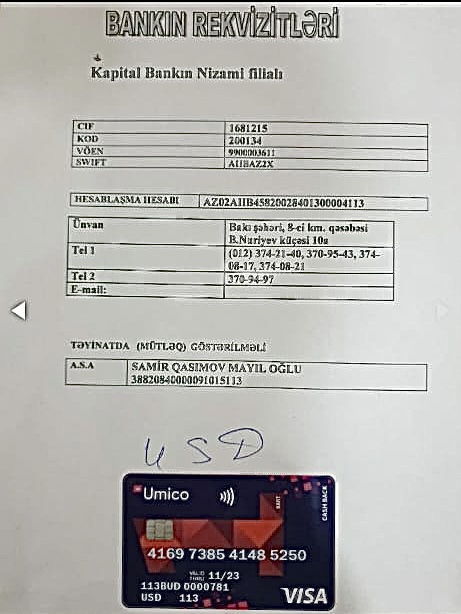 BANKIN REKVİZİTLƏRİ
Kapital Bankın Nizami filialı
CIF 1681215
KOD 200134
VÖEN 9900003611
SWIFT AIIBAZ2X
HESABLAŞMA HESABI AZ02AIIB45820028401300004113
Ünvan Bakı şəhəri, 8-ci km. qəsəbəsi
B.Nuriyev küçəsi 10a
Tel 1 (012) 374-21-40, 370-95-43, 374-
08-17, 374-08-21
Tel 2 370-94-97
E-mail:
TƏYİNATDA (MÜTLƏQ) GÖSTƏRİLMƏLİ
A.S.A SAMİR QASIMOV MAYIL OĞLU
38820840000091015113
USD
Umico
BIRKART
CASH BACK
4169 7385 4148 5250
VALID THRU 11/23
113BUD 0000781
USD 113
VISA